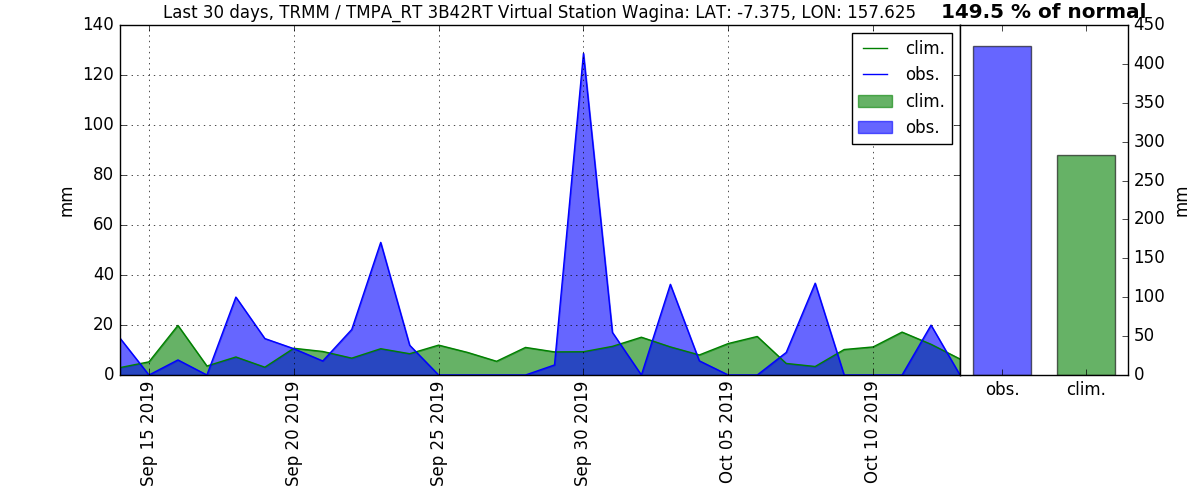 Last 30 days, TRMM / TMPA_RT 3B42RT Virtual Station Wagina: LAT: -7.375, LON: 157.625
149.5 % of normal
140
120
100
80
60
40
20
0
mm
clim.
obs.
clim.
obs.
Sep 15 2019
Sep 20 2019
Sep 25 2019
Sep 30 2019
Oct 05 2019
Oct 10 2019
450
400
350
300
250
200
150
100
50
0
mm
obs.
clim.